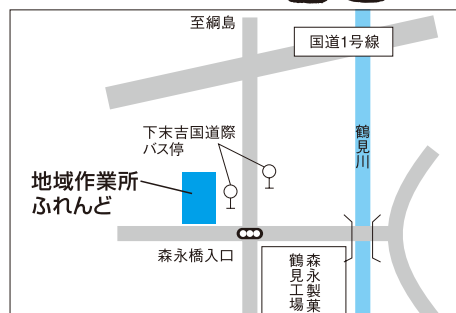 至綱島
国道1号線
下末吉国道際
バス停
鶴見川
地域作業所
ふれんど
森永橋入口
森永製菓
鶴見工場